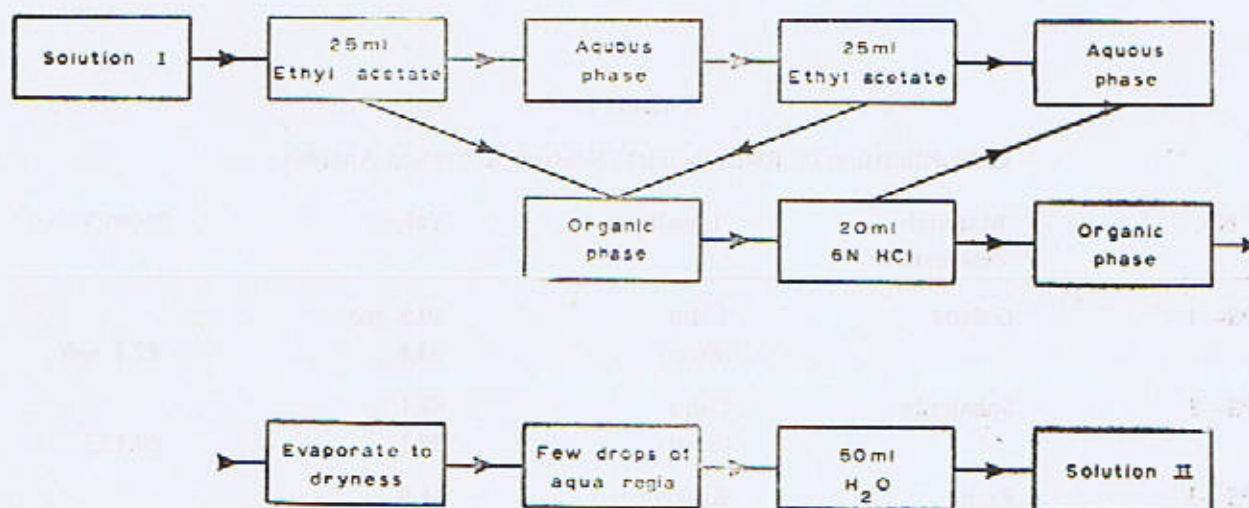 Solution I
25ml
Ethyl acetate
Aqubus
phase
25ml
Ethyl acetate
Aquous
phase
Organic
phase
20ml
6N HCl
Organic
phase
Evaporate to
dryness
Few drops of
aqua regia
50ml
H₂O
Solution II